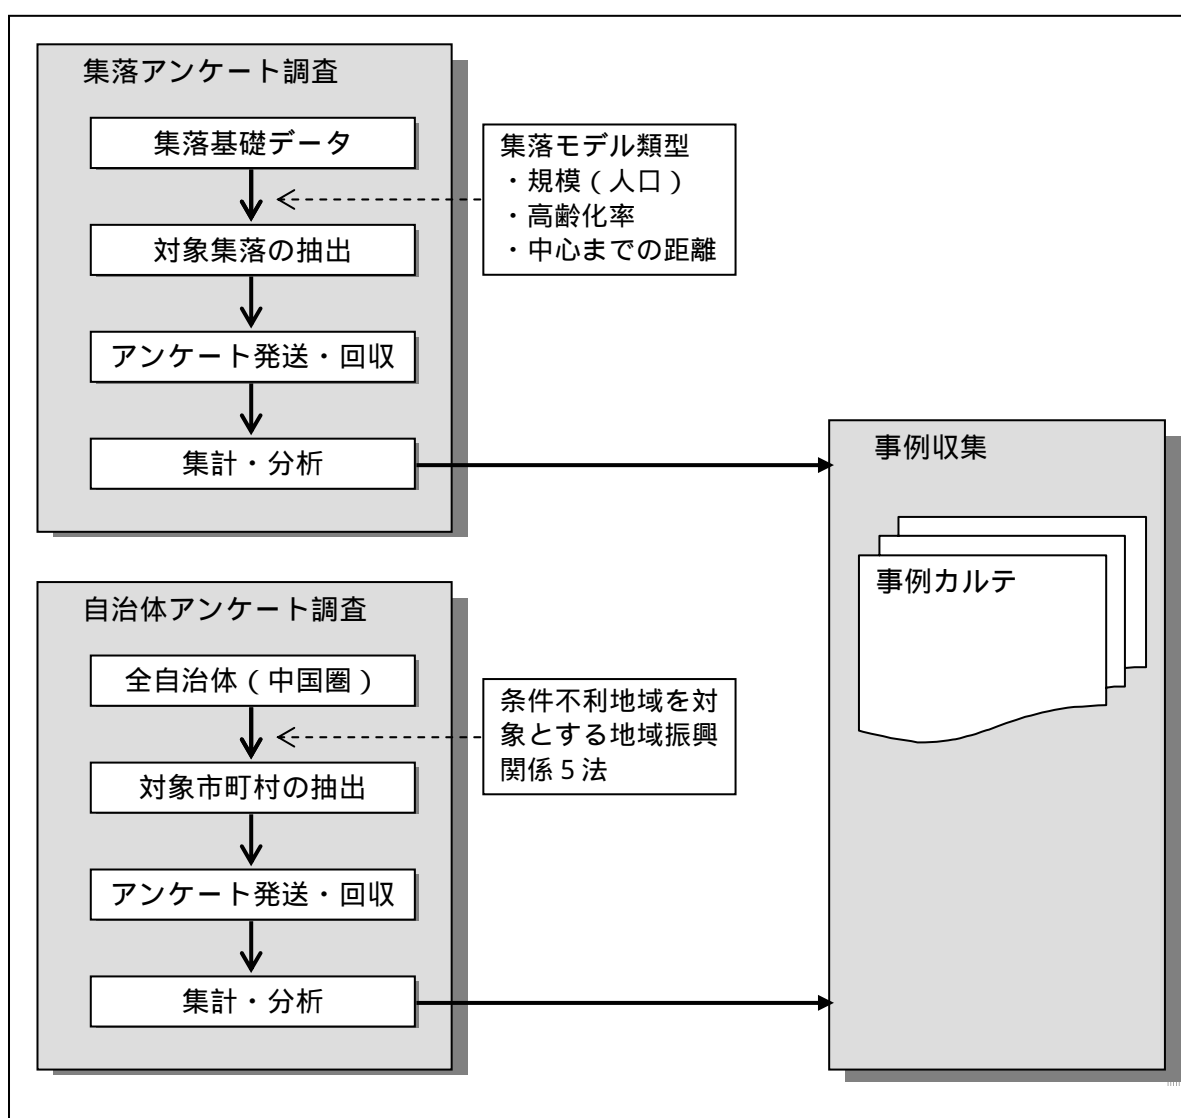 集落アンケート調査
集落基礎データ
集落モデル類型
・規模（人口）
・高齢化率
・中心までの距離
対象集落の抽出
アンケート発送・回収
集計・分析
事例収集
事例カルテ
自治体アンケート調査
全自治体（中国圏）
条件不利地域を対
象とする地域振興
関係５法
対象市町村の抽出
アンケート発送・回収
集計・分析